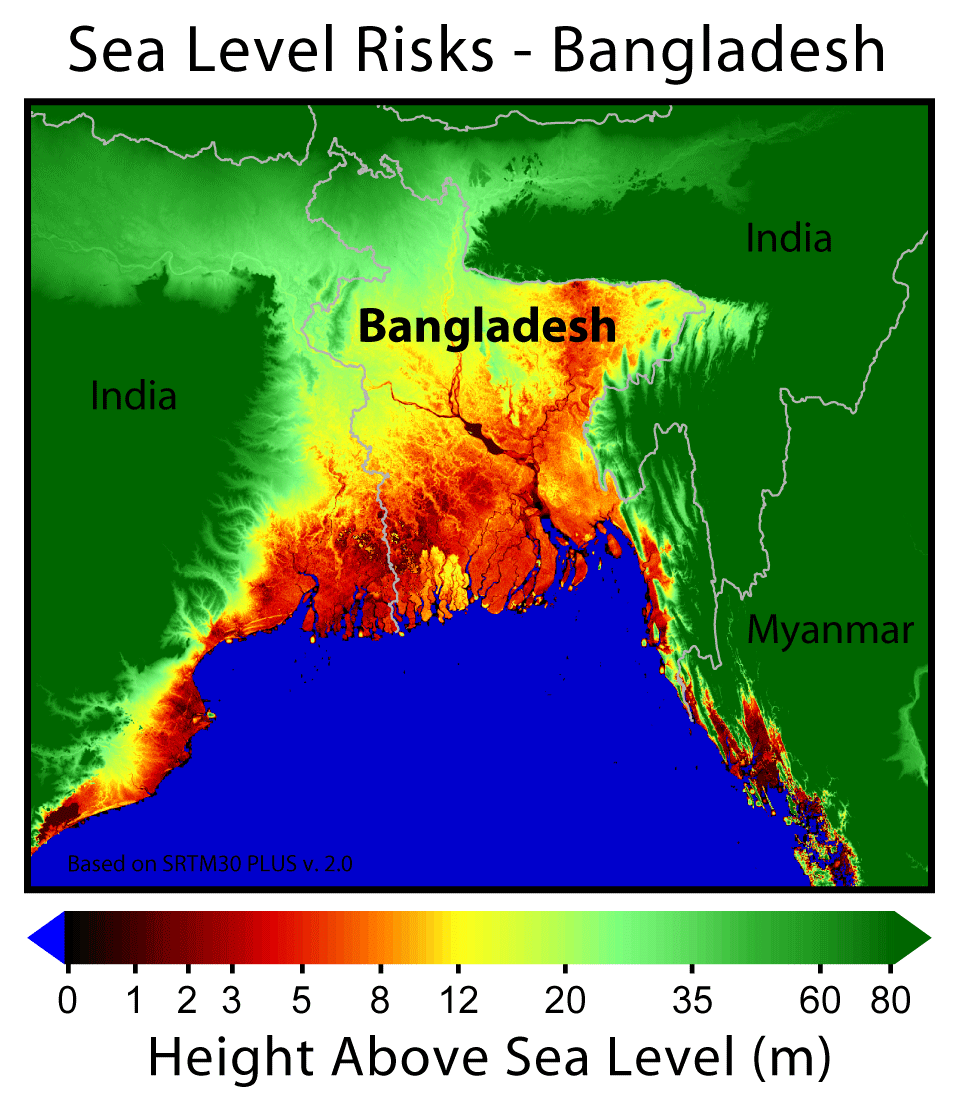 Sea Level Risks - Bangladesh
India
Bangladesh
India
Myanmar
Based on SRTM30 PLUS v. 2.0
0 1 2 3 5 8 12 20 35 60 80
Height Above Sea Level (m)